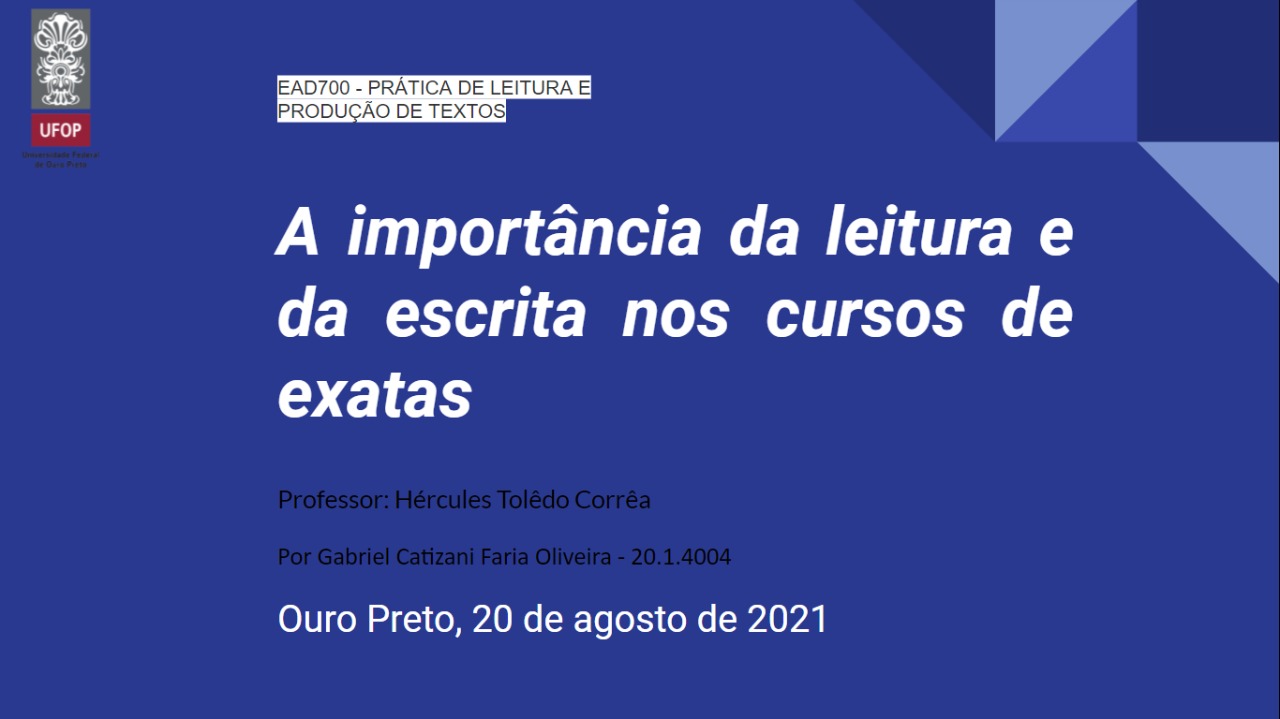 UFOP
Universidade Federal
de Ouro Preto
EAD700 - PRÁTICA DE LEITURA E
PRODUÇÃO DE TEXTOS
A importância da leitura e
da escrita nos cursos de
exatas
Professor: Hércules Tolêdo Corrêa
Por Gabriel Catizani Faria Oliveira - 20.1.4004
Ouro Preto, 20 de agosto de 2021